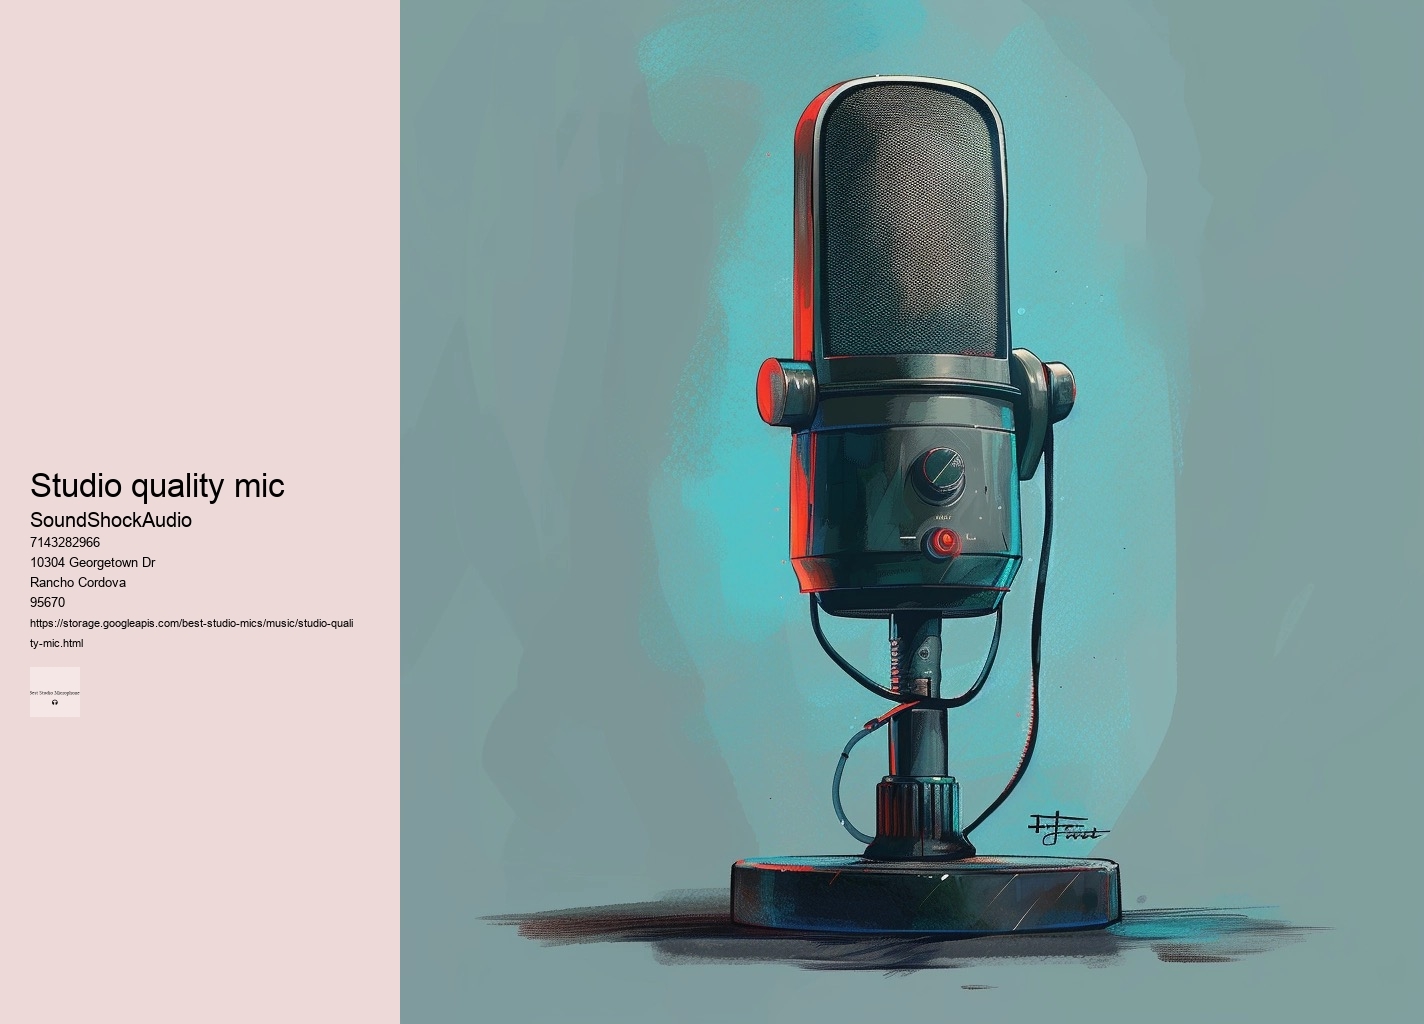 Studio quality mic
SoundShockAudio
7143282966
10304 Georgetown Dr
Rancho Cordova
95670
https://storage.googleapis.com/best-studio-mics/music/studio-quali
ty-mic.html
Best Studio Microphone